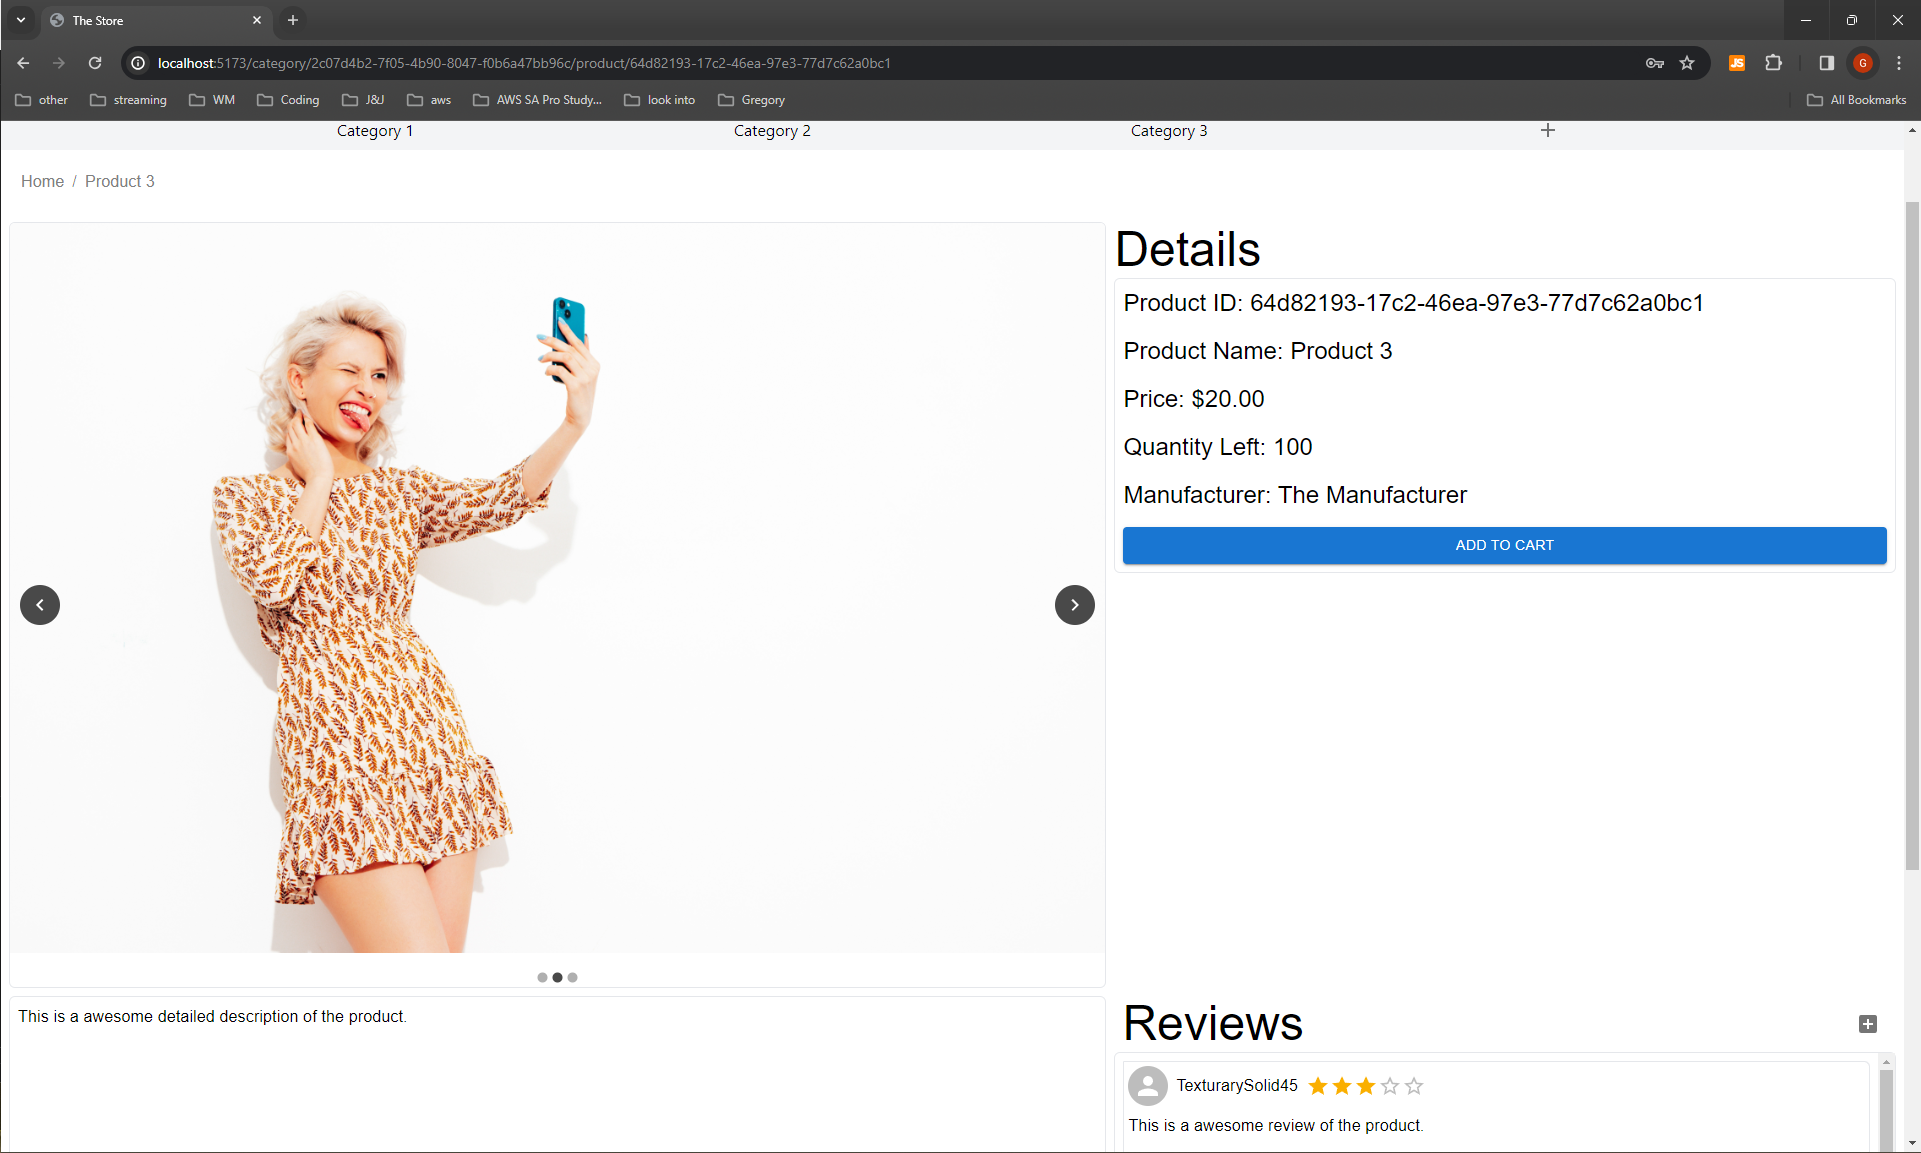 The Store
localhost:5173/category/2c07d4b2-7f05-4b90-8047-f0b6a47bb96c/product/64d82193-17c2-46ea-97e3-77d7c62a0bc1
JS
G
other
streaming
WM
Coding
J&J
aws
AWS SA Pro Study...
look into
Gregory
All Bookmarks
Category 1
Category 2
Category 3
Home / Product 3
Details
Product ID: 64d82193-17c2-46ea-97e3-77d7c62a0bc1
Product Name: Product 3
Price: $20.00
Quantity Left: 100
Manufacturer: The Manufacturer
ADD TO CART
This is a awesome detailed description of the product.
Reviews
TexturarySolid45
This is a awesome review of the product.